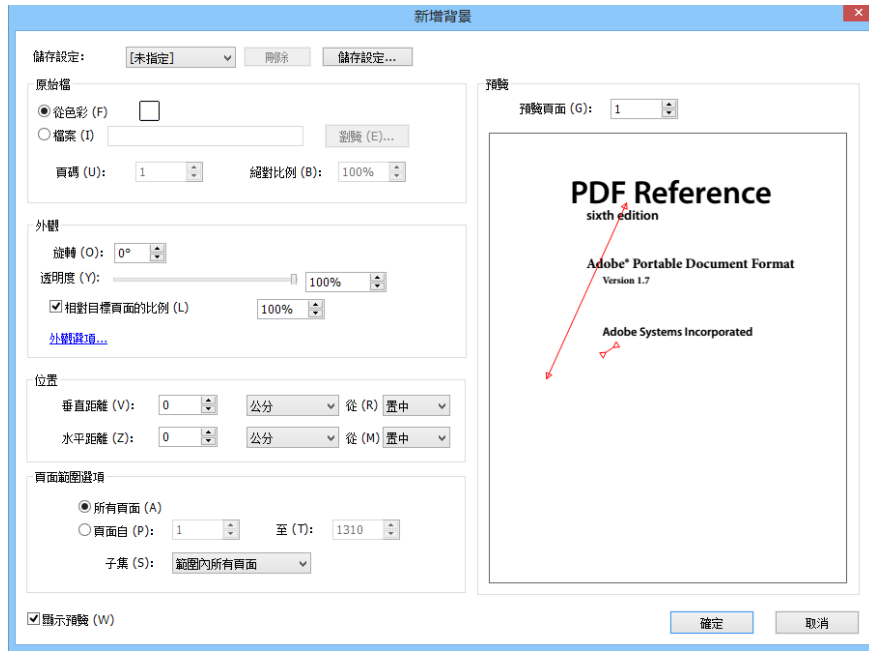 新增背景
儲存設定: [未指定] 刪除 儲存設定...
原始檔
從色彩 (F)
檔案 (I) 瀏覽 (E)...
頁碼 (U): 1 絕對比例 (B): 100%
外觀
旋轉 (O): 0°
透明度 (Y): 100%
相對目標頁面的比例 (L) 100%
外觀選項...
位置
垂直距離 (V): 0 公分 從 (R) 置中
水平距離 (Z): 0 公分 從 (M) 置中
頁面範圍選項
所有頁面 (A)
頁面自 (P): 1 至 (T): 1310
子集 (S): 範圍內所有頁面
顯示預覽 (W)
預覽
預覽頁面 (G): 1
PDF Reference
sixth edition
Adobe® Portable Document Format
Version 1.7
Adobe Systems Incorporated
確定 取消